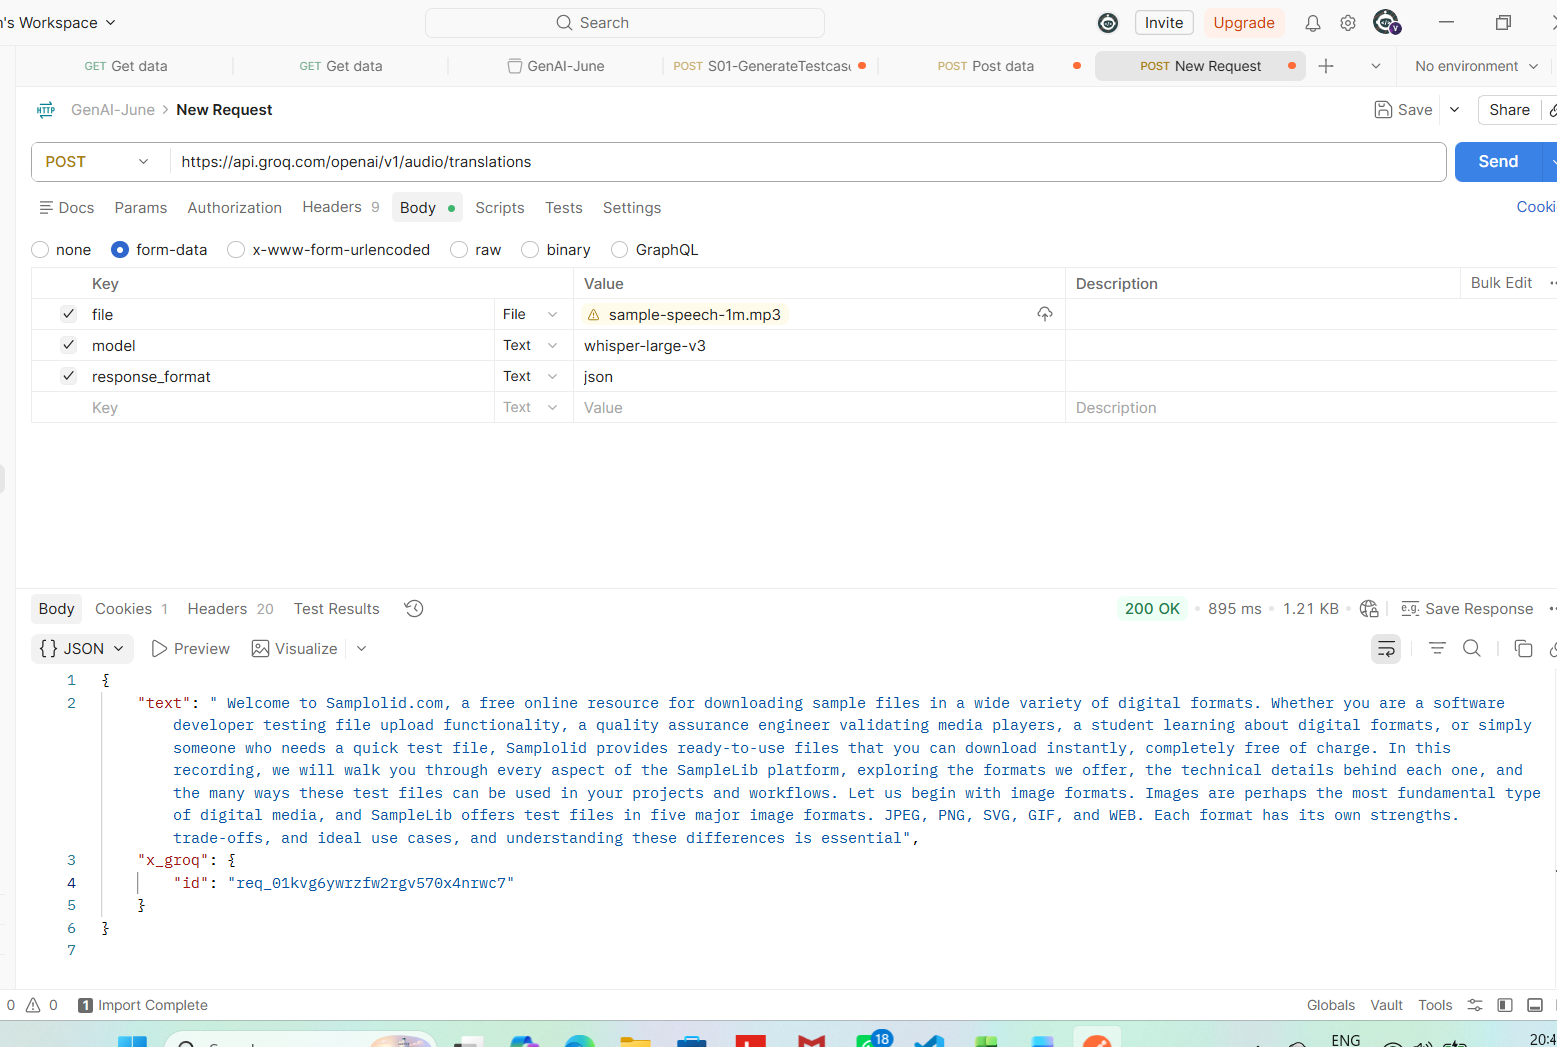 's Workspace
Search
Invite
Upgrade
GET Get data
GET Get data
GenAI-June
POST S01-GenerateTestcas
POST Post data
POST New Request
No environment
HTTP GenAI-June > New Request
Save
Share
POST
https://api.groq.com/openai/v1/audio/translations
Send
Docs Params Authorization Headers 9 Body Scripts Tests Settings
Cooki
none form-data x-www-form-urlencoded raw binary GraphQL
Key Value Description Bulk Edit
file File sample-speech-1m.mp3
model Text whisper-large-v3
response_format Text json
Key Text Value Description
Body Cookies 1 Headers 20 Test Results
200 OK • 895 ms • 1.21 KB • e.g. Save Response
{} JSON Preview Visualize
1 {
2 "text": " Welcome to Samplolid.com, a free online resource for downloading sample files in a wide variety of digital formats. Whether you are a software
developer testing file upload functionality, a quality assurance engineer validating media players, a student learning about digital formats, or simply
someone who needs a quick test file, Samplolid provides ready-to-use files that you can download instantly, completely free of charge. In this
recording, we will walk you through every aspect of the SampleLib platform, exploring the formats we offer, the technical details behind each one, and
the many ways these test files can be used in your projects and workflows. Let us begin with image formats. Images are perhaps the most fundamental type
of digital media, and SampleLib offers test files in five major image formats. JPEG, PNG, SVG, GIF, and WEB. Each format has its own strengths.
trade-offs, and ideal use cases, and understanding these differences is essential",
3 "x_groq": {
4 "id": "req_01kvg6ywrzfw2rgv570x4nrwc7"
5 }
6 }
7
0 0 1 Import Complete
Globals Vault Tools
18
ENG
20:4